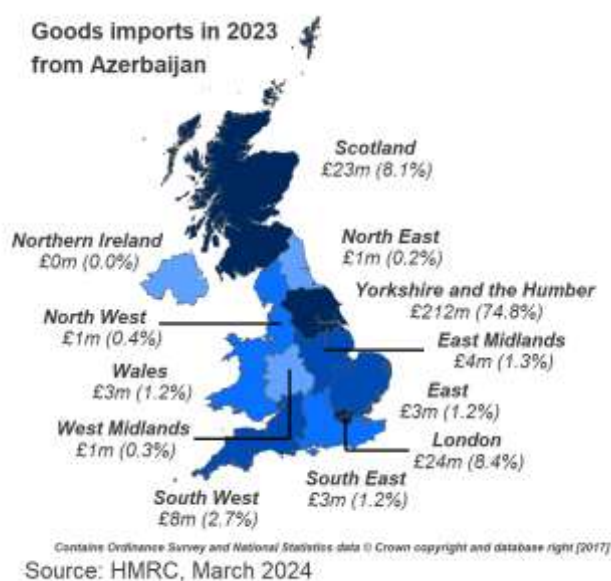 Goods imports in 2023
from Azerbaijan
Scotland
£23m (8.1%)
Northern Ireland
£0m (0.0%)
North East
£1m (0.2%)
Yorkshire and the Humber
£212m (74.8%)
North West
£1m (0.4%)
East Midlands
£4m (1.3%)
Wales
£3m (1.2%)
East
£3m (1.2%)
West Midlands
£1m (0.3%)
London
£24m (8.4%)
South East
£3m (1.2%)
South West
£8m (2.7%)
Contains Ordinance Survey and National Statistics data © Crown copyright and database right [2017]
Source: HMRC, March 2024